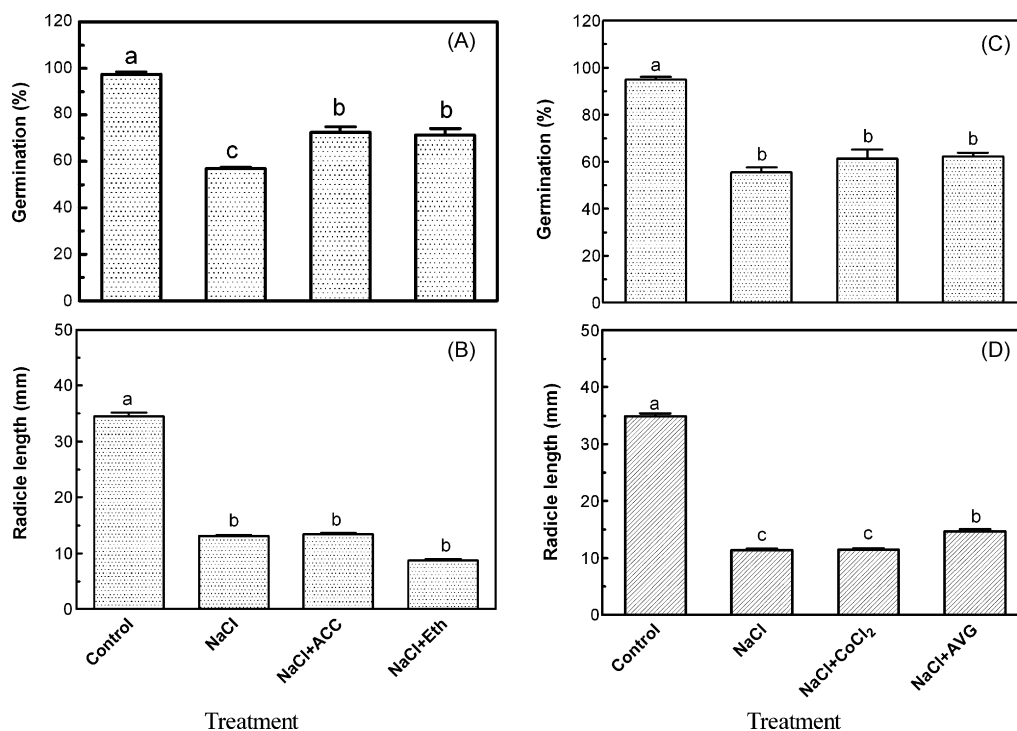 (A)
Germination (%)
120
100
80
60
40
20
0
a
c
b
b
(B)
Radicle length (mm)
50
40
30
20
10
0
a
b
b
b
Control
NaCl
NaCl+ACC
NaCl+Eth
Treatment
(C)
Germination (%)
120
100
80
60
40
20
0
a
b
b
b
(D)
Radicle length (mm)
50
40
30
20
10
0
a
c
c
b
Control
NaCl
NaCl+CoCl₂
NaCl+AVG
Treatment